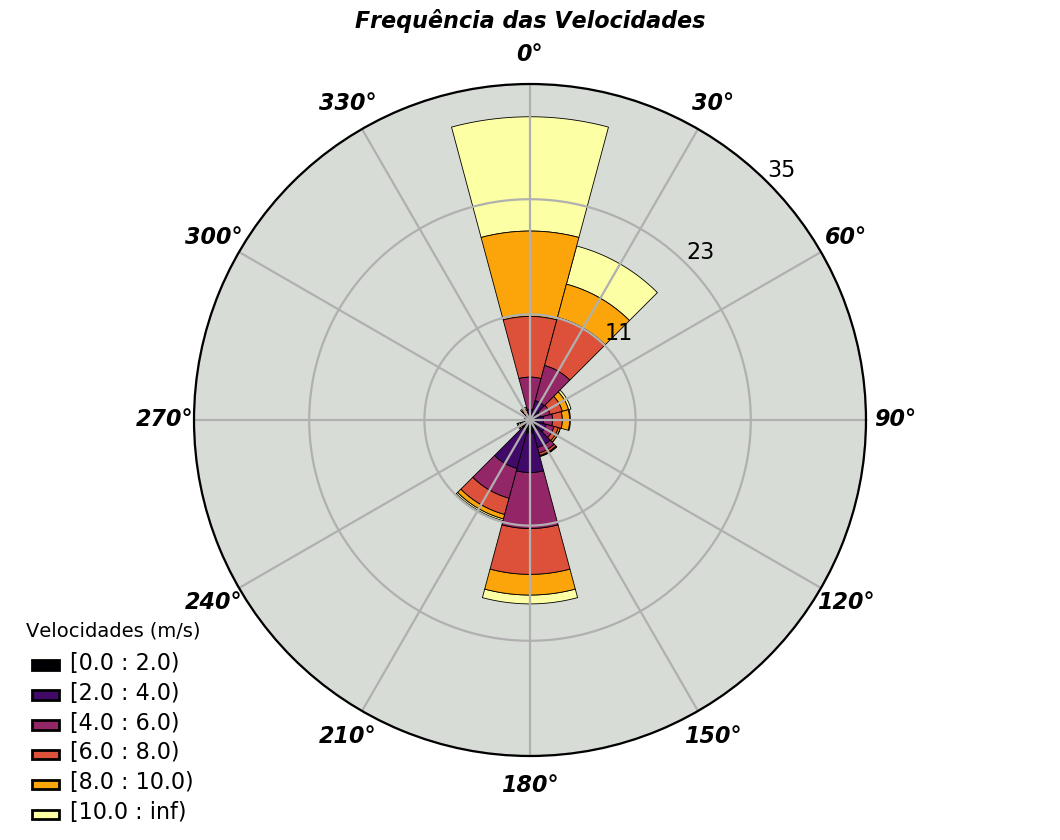 Frequência das Velocidades
0°
330°
30°
35
300°
60°
23
11
270°
90°
240°
120°
210°
150°
180°
Velocidades (m/s)
[0.0 : 2.0)
[2.0 : 4.0)
[4.0 : 6.0)
[6.0 : 8.0)
[8.0 : 10.0)
[10.0 : inf)